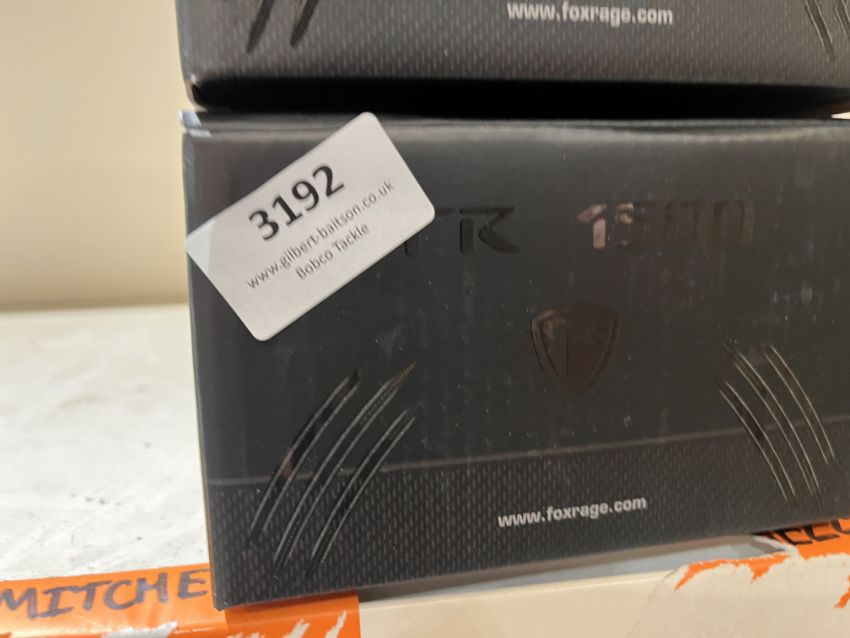 www.foxrage.com
3192
www.gilbert-baitson.co.uk
Bobco Tackle
TR 1500
www.foxrage.com
MITCHE